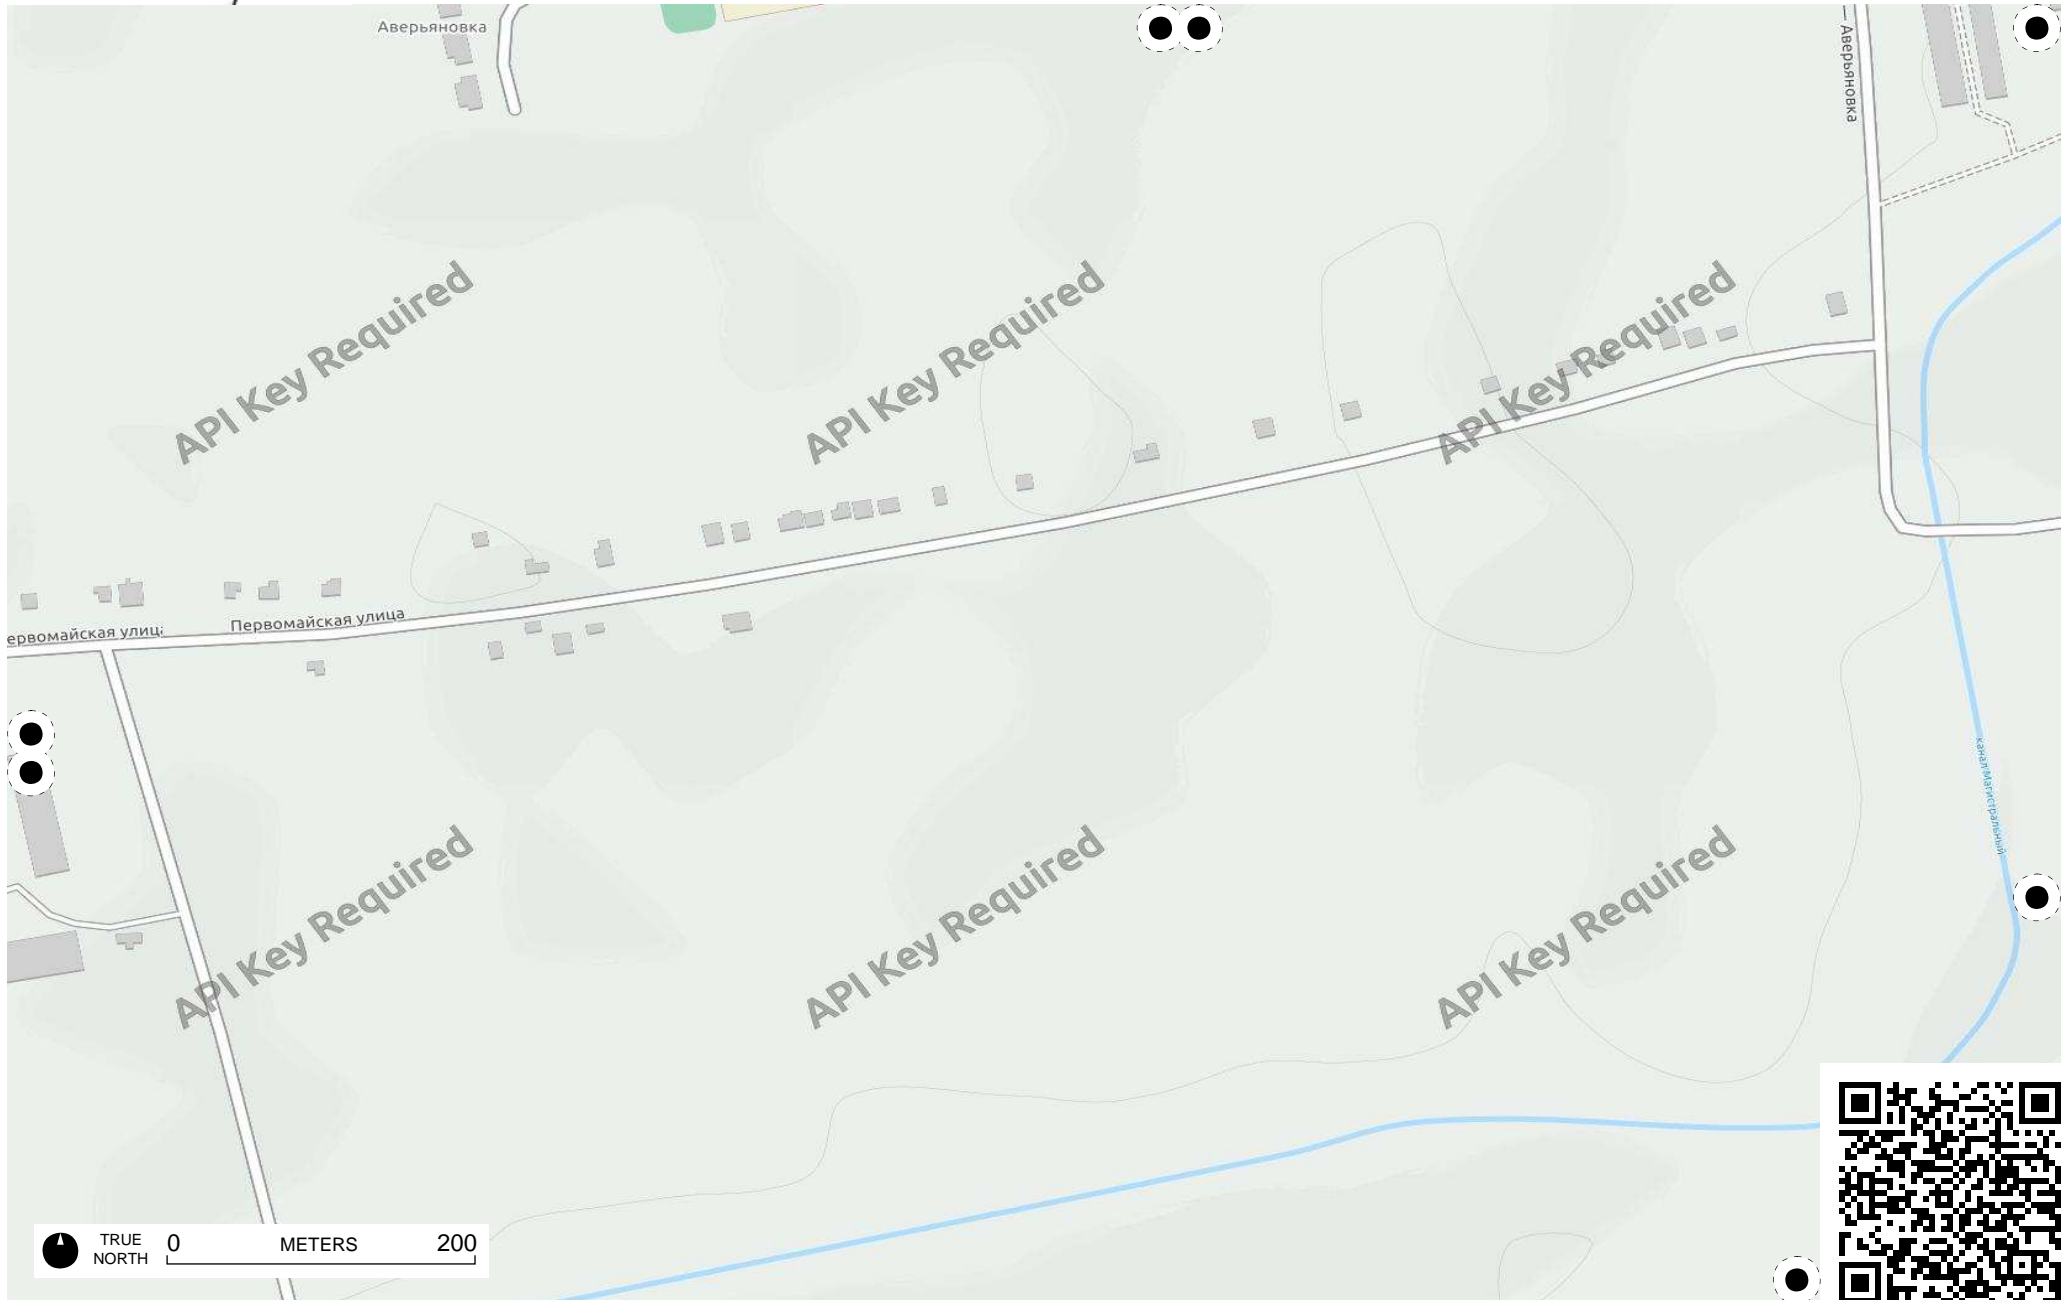 Аверьяновка
— Аверьяновка
API Key Required
API Key Required
API Key Required
ервомайская улица
Первомайская улица
канал Магистральный
API Key Required
API Key Required
API Key Required
TRUE
NORTH
0
METERS
200